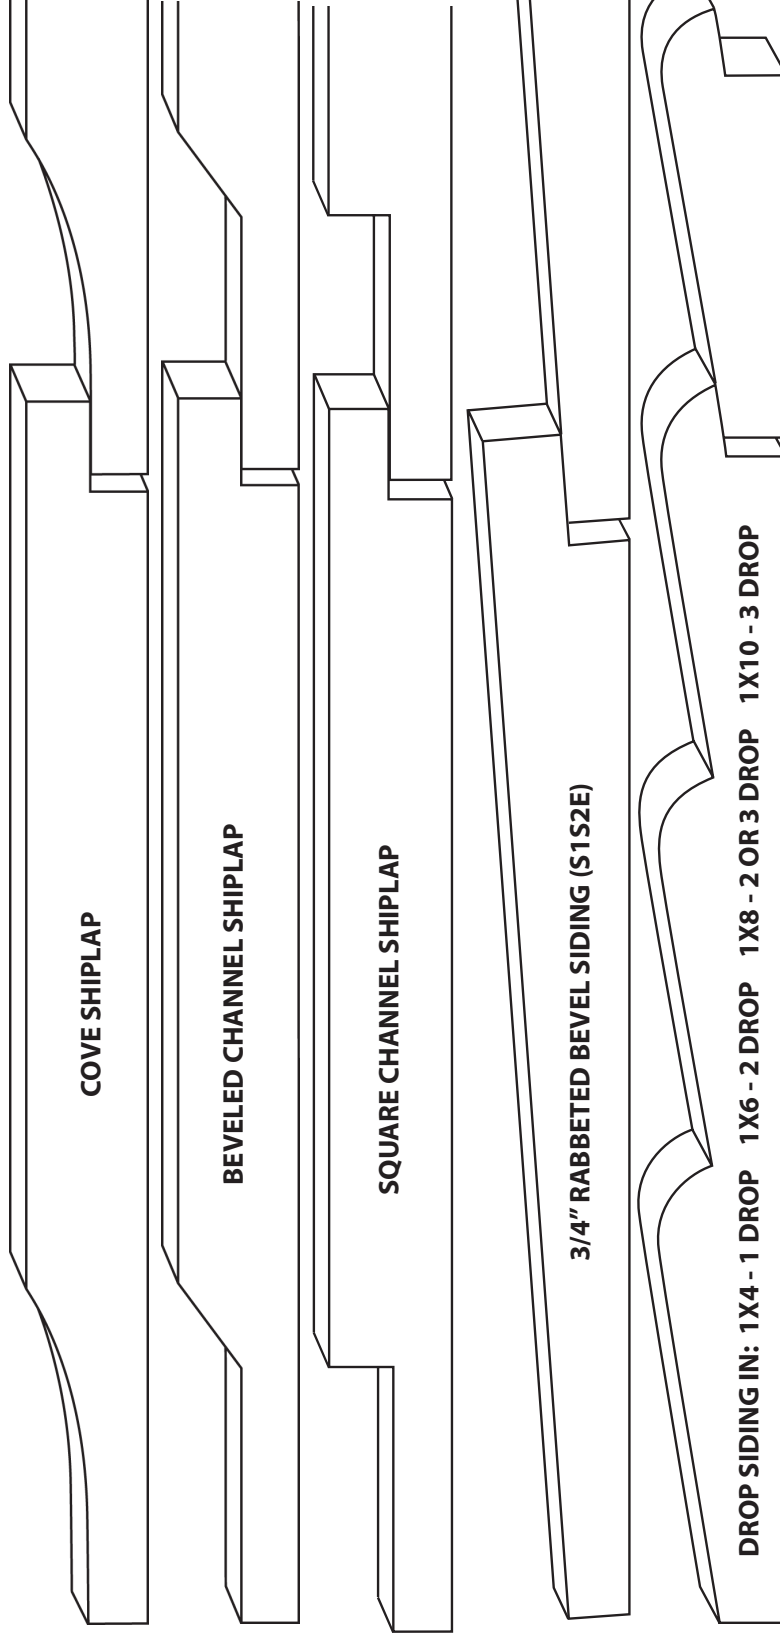 COVE SHIPLAP
BEVELED CHANNEL SHIPLAP
SQUARE CHANNEL SHIPLAP
3/4” RABBETED BEVEL SIDING (S1S2E)
DROP SIDING IN: 1X4 - 1 DROP 1X6 - 2 DROP 1X8 - 2 OR 3 DROP 1X10 - 3 DROP